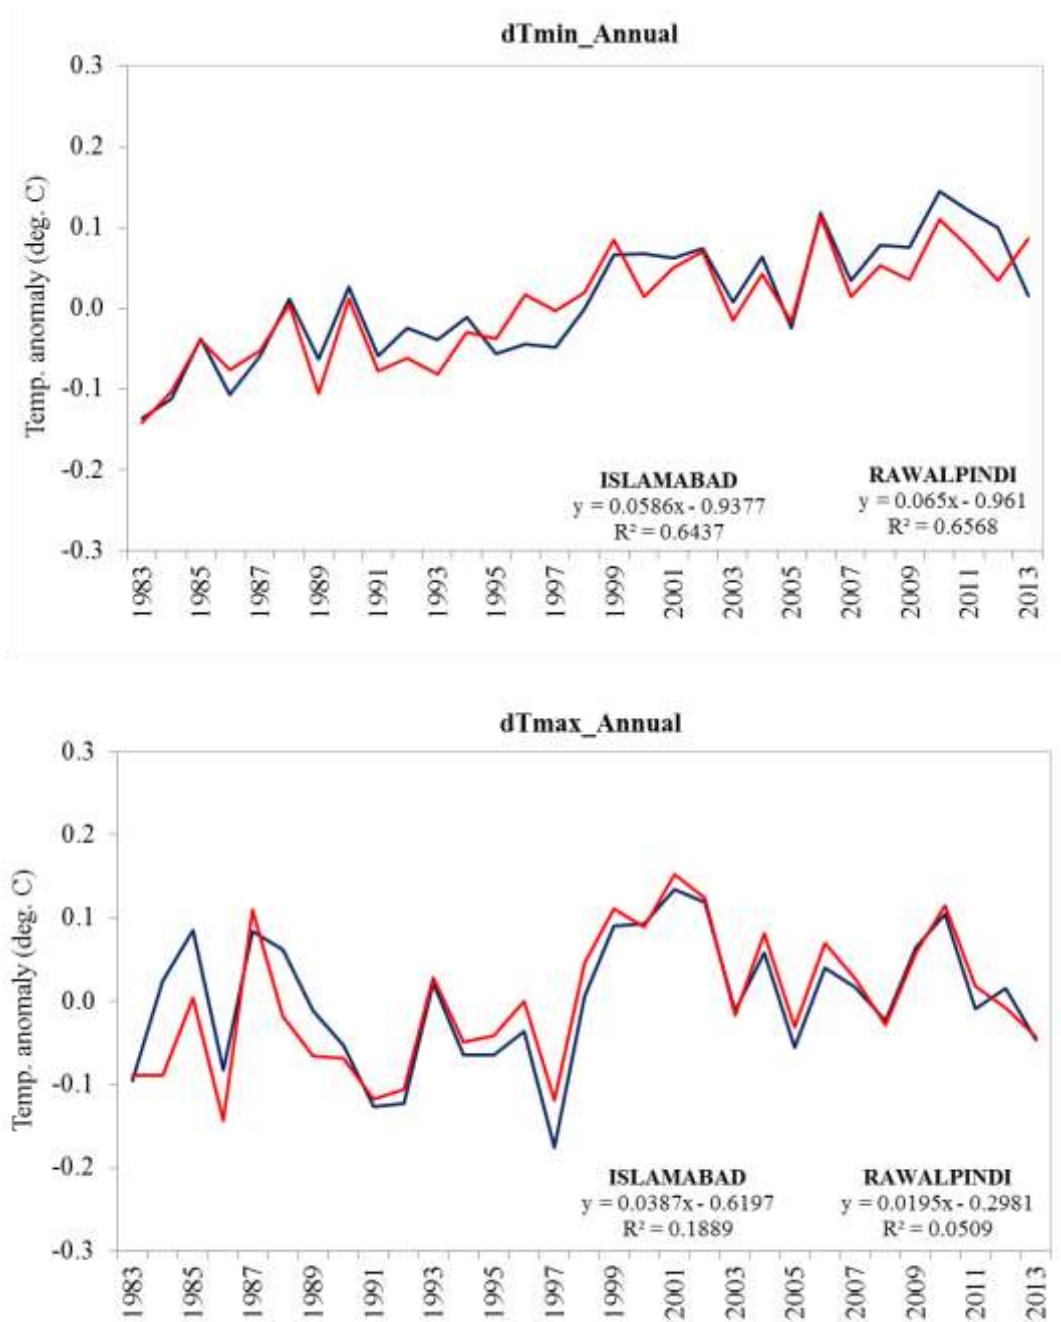 dTmin_Annual
0.3
0.2
0.1
0.0
-0.1
-0.2
-0.3
Temp. anomaly (deg. C)
ISLAMABAD
y = 0.0586x - 0.9377
R² = 0.6437
RAWALPINDI
y = 0.065x - 0.961
R² = 0.6568
1983
1985
1987
1989
1991
1993
1995
1997
1999
2001
2003
2005
2007
2009
2011
2013
dTmax_Annual
0.3
0.2
0.1
0.0
-0.1
-0.2
-0.3
Temp. anomaly (deg. C)
ISLAMABAD
y = 0.0387x - 0.6197
R² = 0.1889
RAWALPINDI
y = 0.0195x - 0.2981
R² = 0.0509
1983
1985
1987
1989
1991
1993
1995
1997
1999
2001
2003
2005
2007
2009
2011
2013